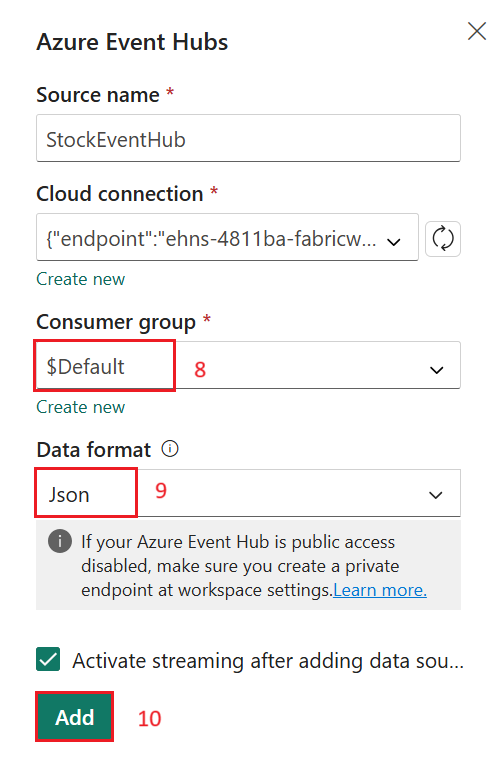 Azure Event Hubs
Source name *
StockEventHub
Cloud connection *
{"endpoint":"ehns-4811ba-fabricw...
Create new
Consumer group *
$Default 8
Create new
Data format
Json 9
If your Azure Event Hub is public access
disabled, make sure you create a private
endpoint at workspace settings.Learn more.
Activate streaming after adding data sou...
Add 10